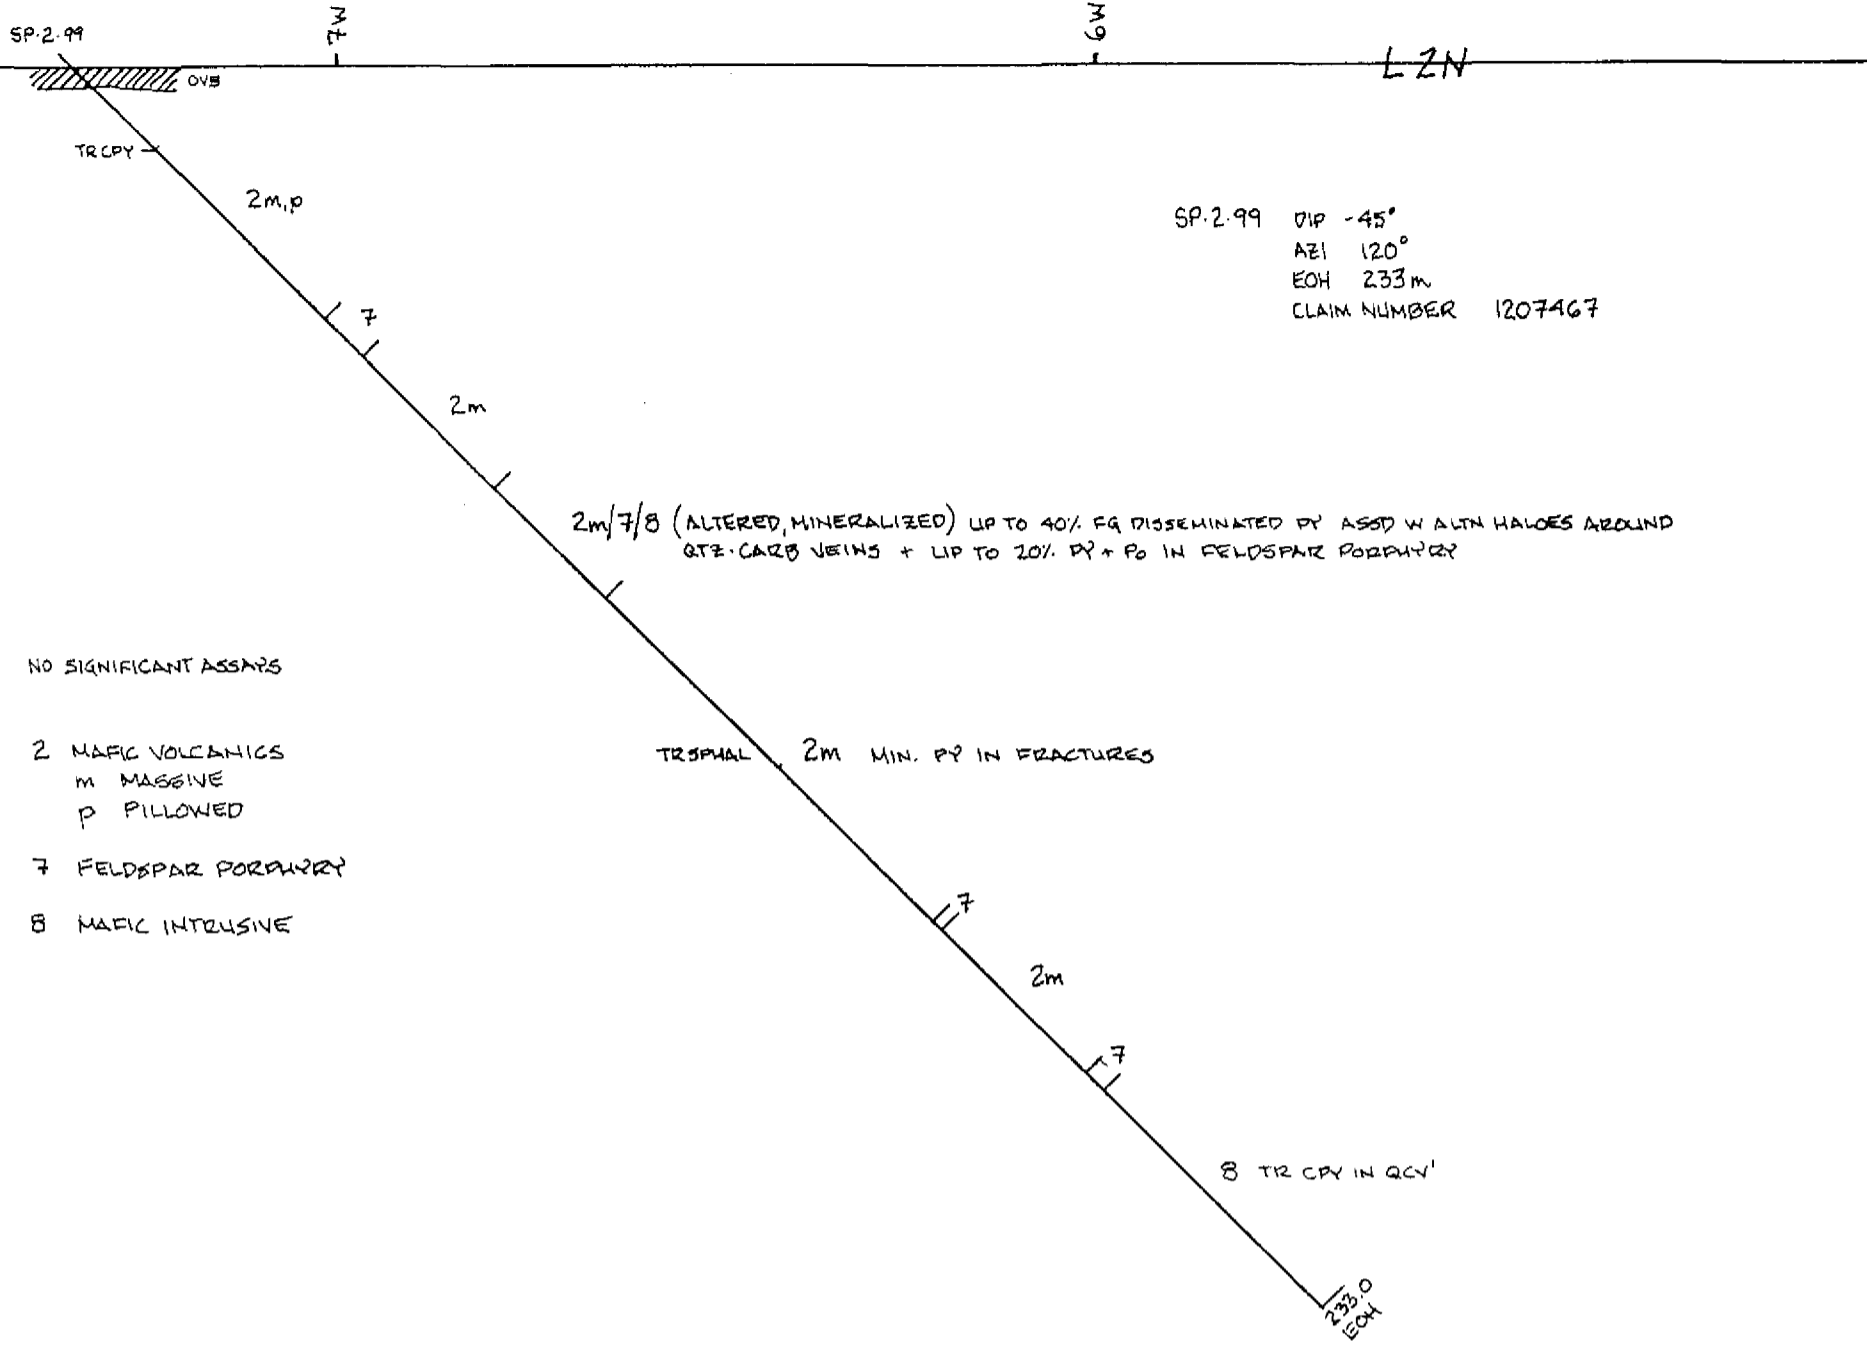 SP-2-99
7W
6W
L2N
OVB
TR CPY
2m,p
SP-2-99 DIP -45°
AZI 120°
EOH 233m
CLAIM NUMBER 1207467
7
2m
2m/7/8 (ALTERED, MINERALIZED) UP TO 40% FG DISSEMINATED PY ASSD W ALTN HALOES AROUND
QTZ-CARB VEINS + UP TO 20% PY + PO IN FELDSPAR PORPHYRY
NO SIGNIFICANT ASSAYS
2 MAFIC VOLCANICS
m MASSIVE
p PILLOWED
7 FELDSPAR PORPHYRY
8 MAFIC INTRUSIVE
TR SPHAL 2m MIN. PY IN FRACTURES
7
2m
7
8 TR CPY IN QCV'
233.0
EOH